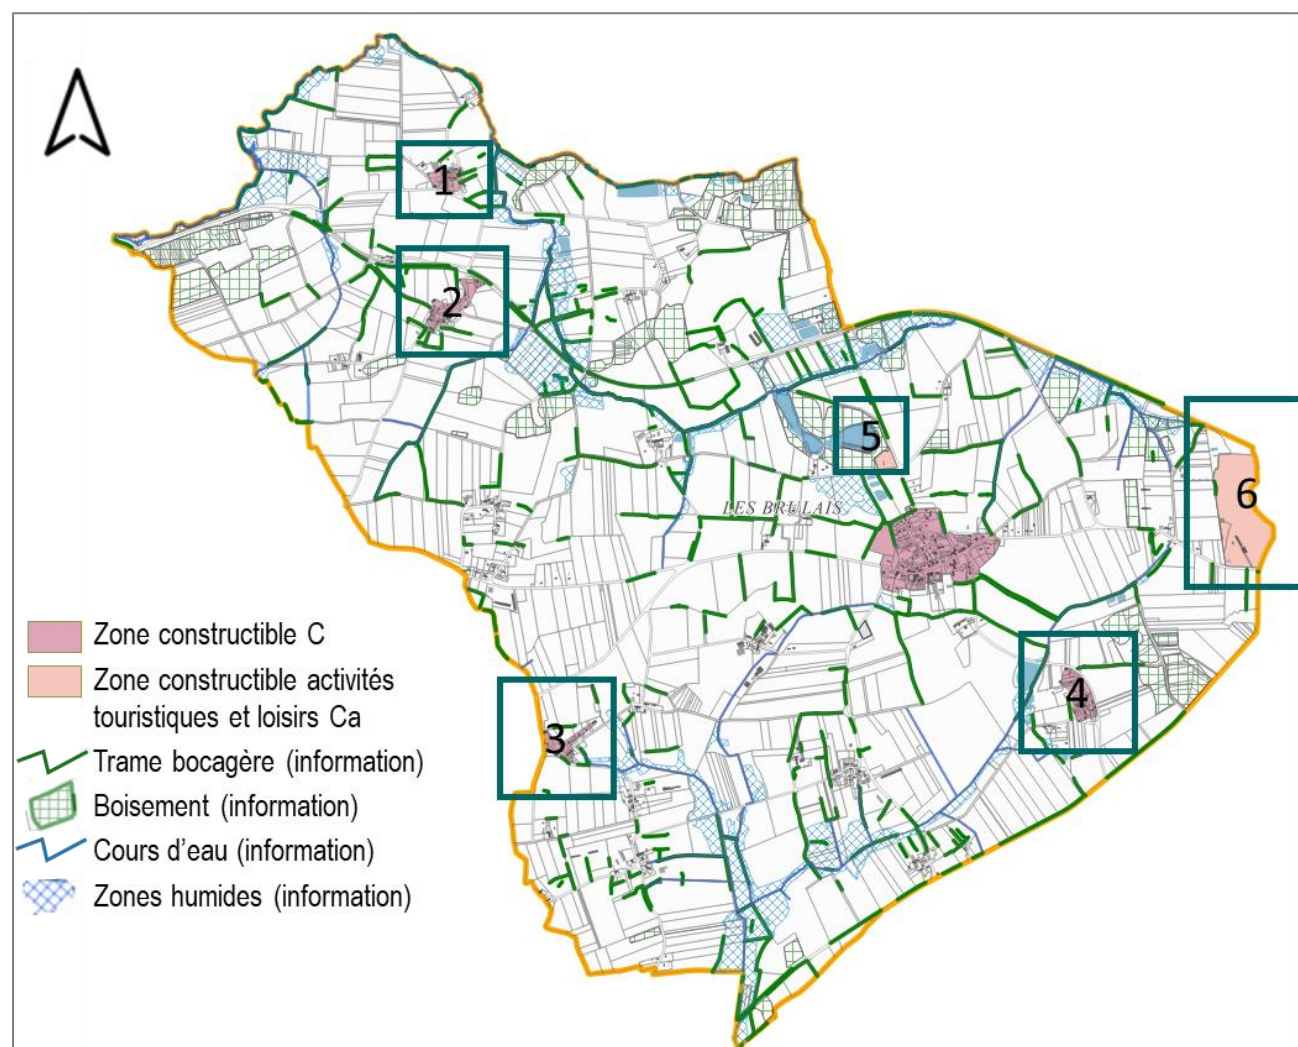 1
2
5
6
LES BRULAIS
4
3
Zone constructible C
Zone constructible activités
touristiques et loisirs Ca
Trame bocagère (information)
Boisement (information)
Cours d'eau (information)
Zones humides (information)